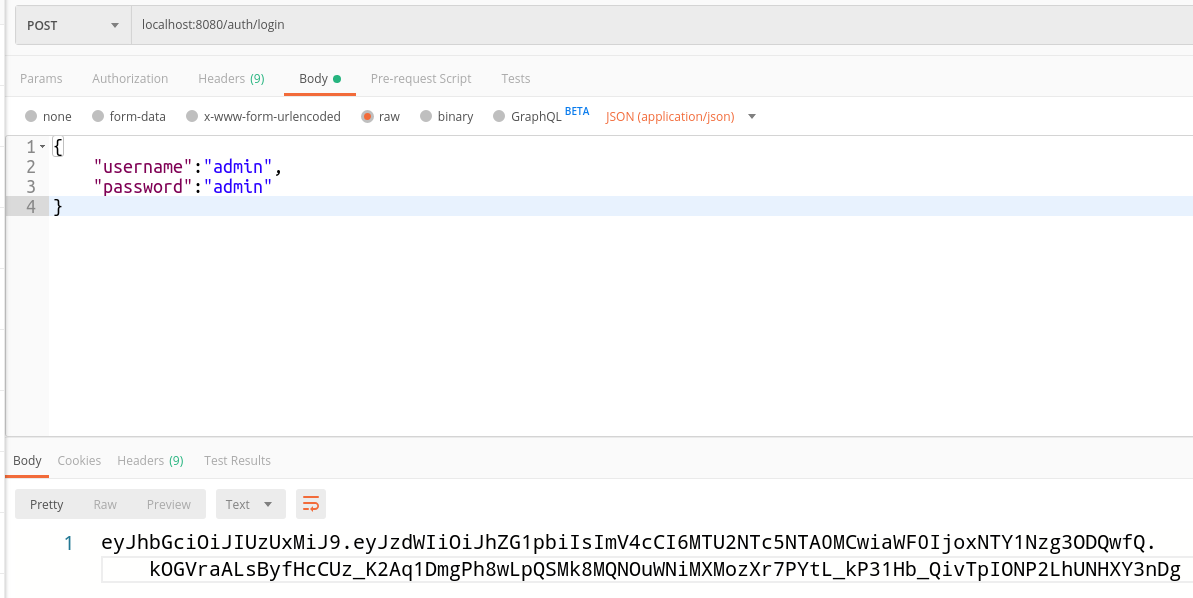 POST localhost:8080/auth/login
Params Authorization Headers (9) Body Pre-request Script Tests
none form-data x-www-form-urlencoded raw binary GraphQL BETA JSON (application/json)
1 {
2 "username":"admin",
3 "password":"admin"
4 }
Body Cookies Headers (9) Test Results
Pretty Raw Preview Text
1 eyJhbGciOiJIUzUxMiJ9.eyJzdWIiOiJhZG1pbiIsImV4cCI6MTU2NTc5NTA0MCwiaWF0IjoxNTY1Nzg3ODQwfQ.
kOGVraALsByfHcCUz_K2Aq1DmgPh8wLpQSMk8MQNOuWNiMXMozXr7PYtL_kP31Hb_QivTpIONP2LhUNHXY3nDg